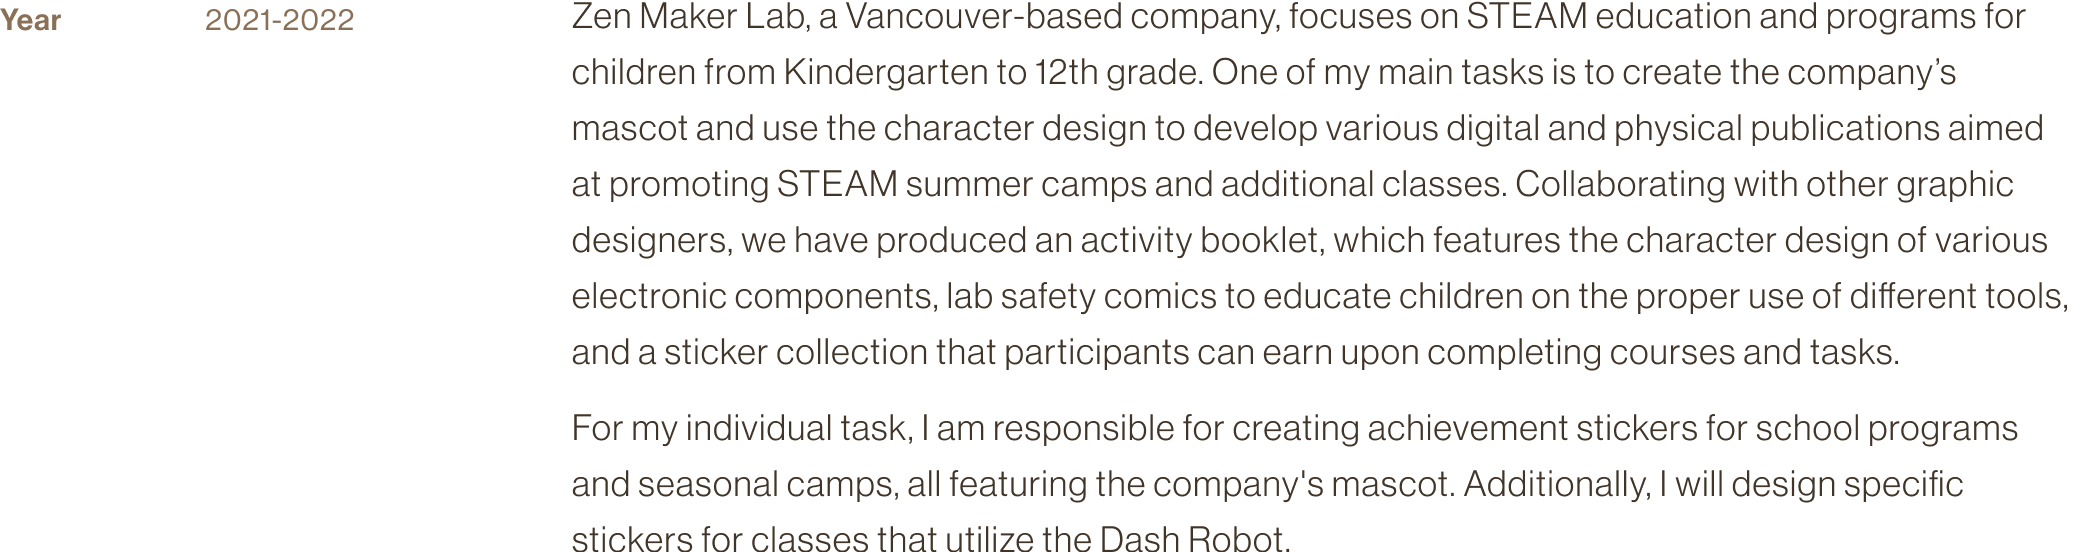 Year 2021-2022
Zen Maker Lab, a Vancouver-based company, focuses on STEAM education and programs for
children from Kindergarten to 12th grade. One of my main tasks is to create the company’s
mascot and use the character design to develop various digital and physical publications aimed
at promoting STEAM summer camps and additional classes. Collaborating with other graphic
designers, we have produced an activity booklet, which features the character design of various
electronic components, lab safety comics to educate children on the proper use of different tools,
and a sticker collection that participants can earn upon completing courses and tasks.
For my individual task, I am responsible for creating achievement stickers for school programs
and seasonal camps, all featuring the company's mascot. Additionally, I will design specific
stickers for classes that utilize the Dash Robot.